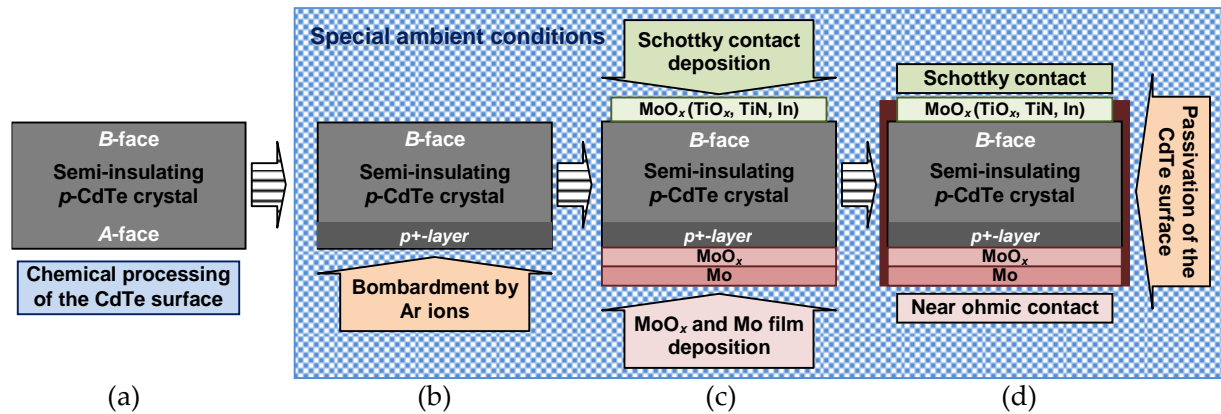 Special ambient conditions
B-face
Semi-insulating
p-CdTe crystal
A-face
Chemical processing
of the CdTe surface
(a)
B-face
Semi-insulating
p-CdTe crystal
p+-layer
Bombardment by
Ar ions
(b)
Schottky contact
deposition
MoOₓ (TiOₓ, TiN, In)
B-face
Semi-insulating
p-CdTe crystal
p+-layer
MoOₓ
Mo
MoOₓ and Mo film
deposition
(c)
Schottky contact
MoOₓ (TiOₓ, TiN, In)
B-face
Semi-insulating
p-CdTe crystal
p+-layer
MoOₓ
Mo
Near ohmic contact
Passivation of the
CdTe surface
(d)